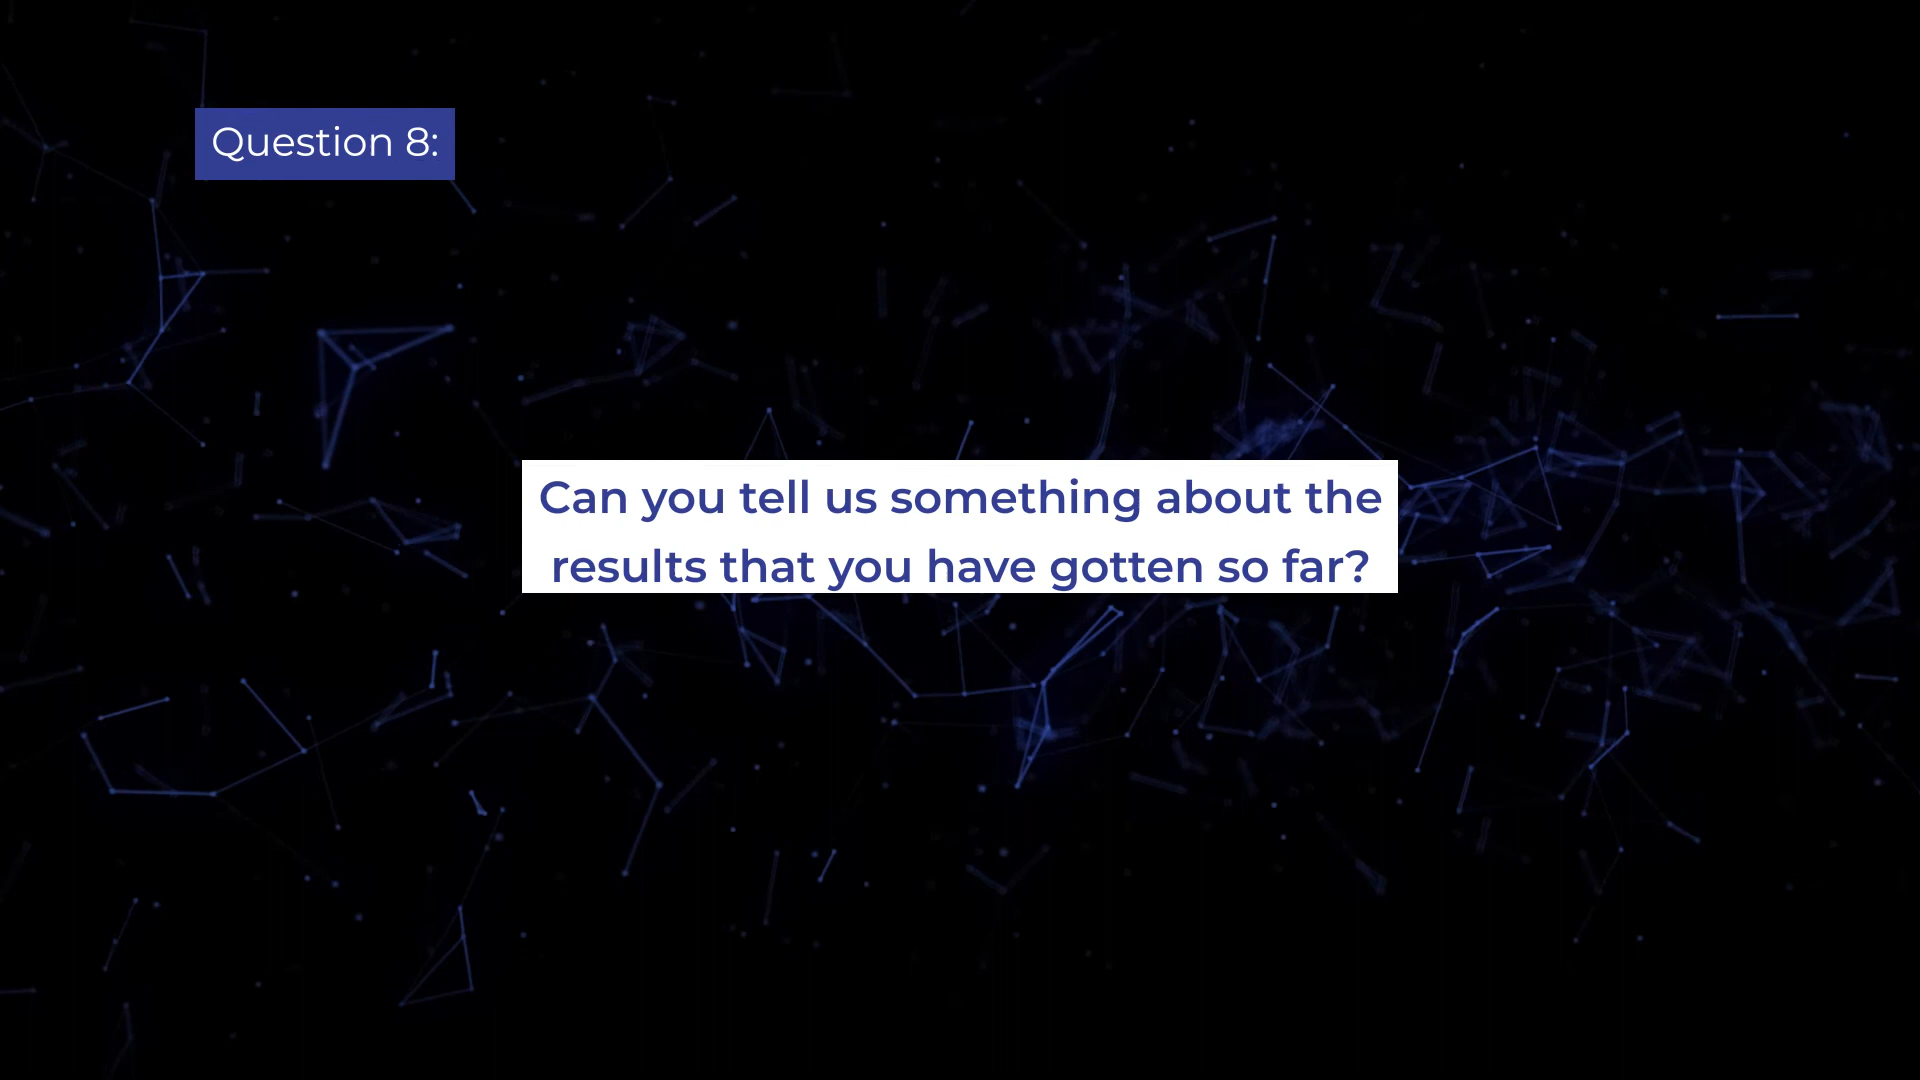 Question 8:
Can you tell us something about the
results that you have gotten so far?